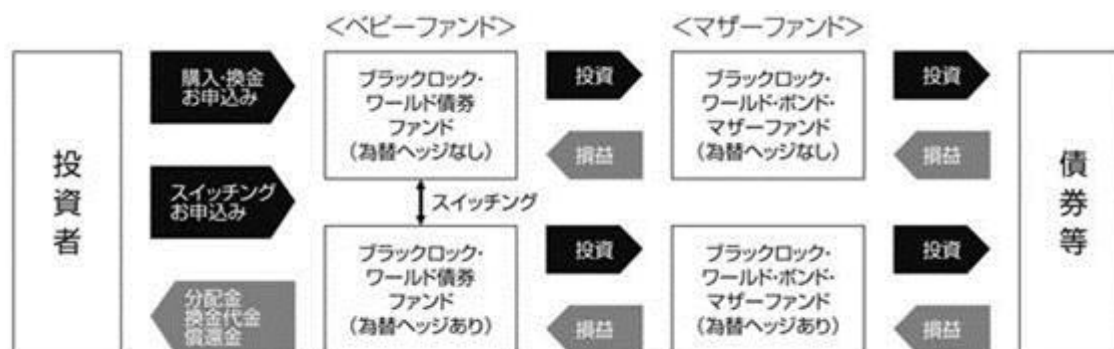 <ベビーファンド>
<マザーファンド>
投資者
購入・換金
お申込み
スイッチング
お申込み
分配金
換金代金
償還金
ブラックロック・
ワールド債券
ファンド
(為替ヘッジなし)
スイッチング
ブラックロック・
ワールド債券
ファンド
(為替ヘッジあり)
投資
損益
投資
損益
ブラックロック・
ワールド・ボンド・
マザーファンド
(為替ヘッジなし)
ブラックロック・
ワールド・ボンド・
マザーファンド
(為替ヘッジあり)
投資
損益
投資
損益
債券等